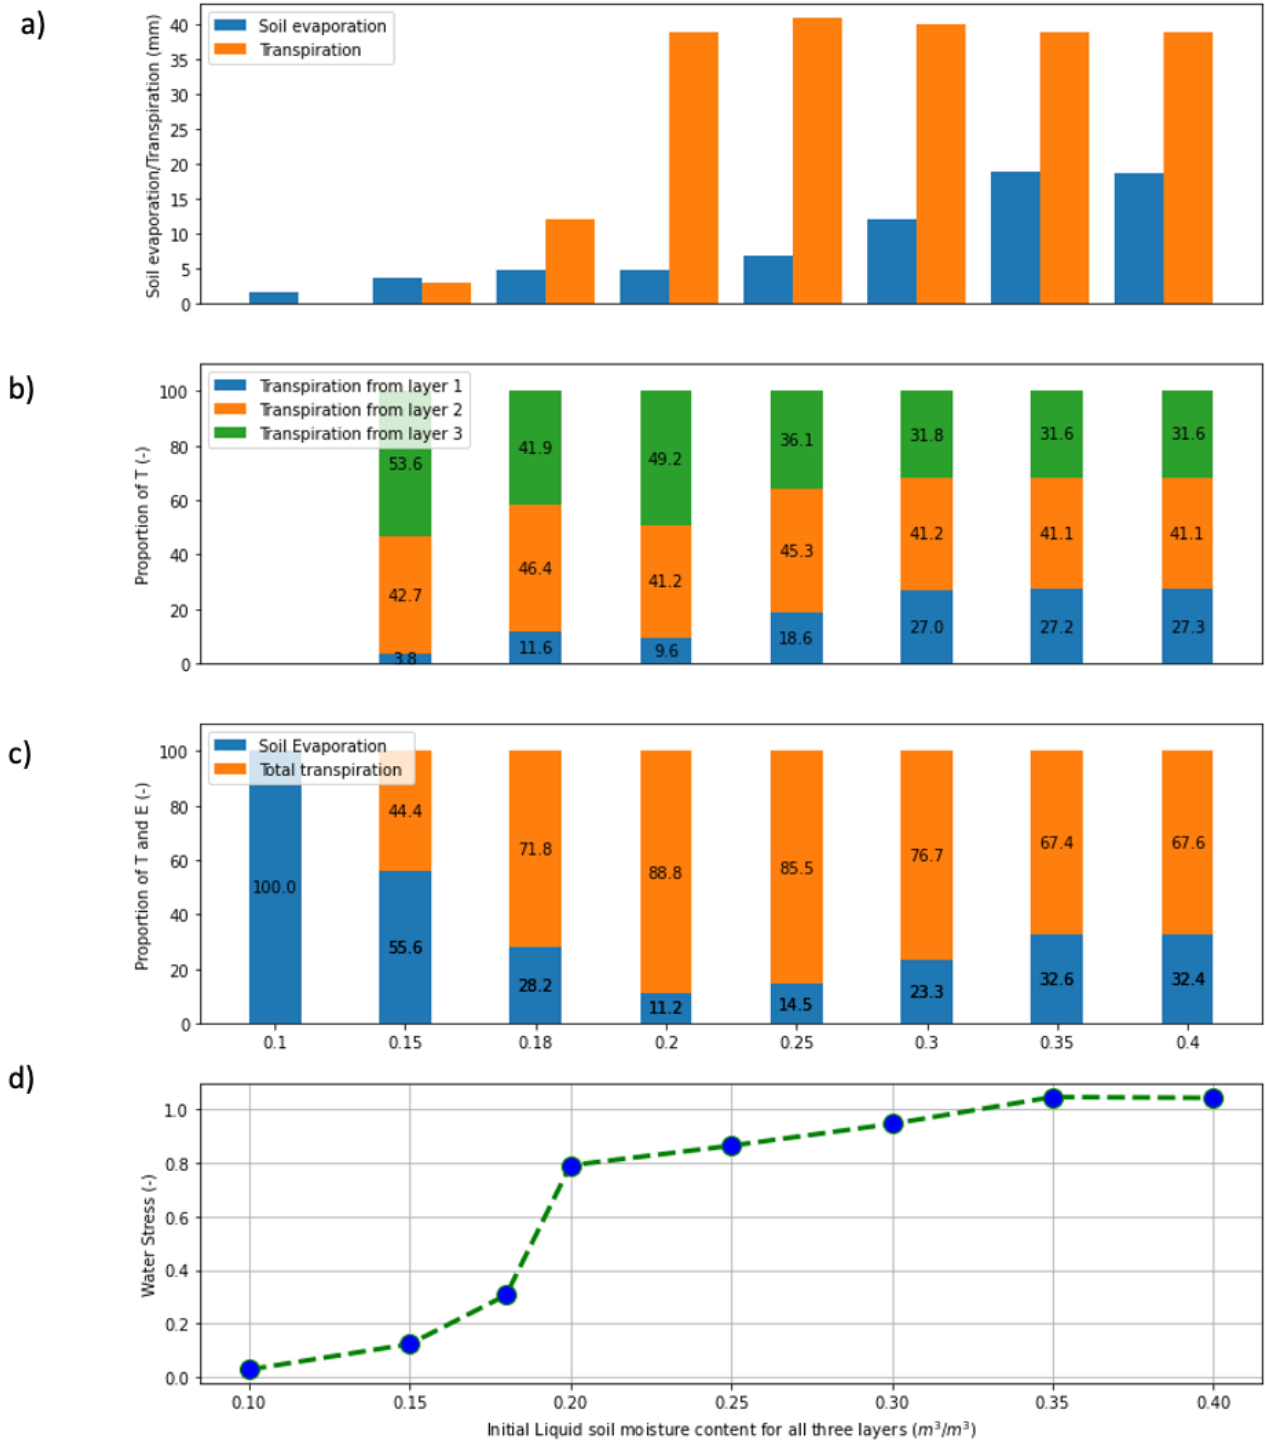 a)
Soil evaporation/Transpiration (mm)
40
35
30
25
20
15
10
5
0
Soil evaporation
Transpiration
b)
Proportion of T (-)
100
80
60
40
20
0
Transpiration from layer 1
Transpiration from layer 2
Transpiration from layer 3
53.6 41.9 49.2 36.1 31.8 31.6 31.6
42.7 46.4 41.2 45.3 41.2 41.1 41.1
3.8 11.6 9.6 18.6 27.0 27.2 27.3
c)
Proportion of T and E (-)
100
80
60
40
20
0
Soil Evaporation
Total transpiration
44.4 71.8 88.8 85.5 76.7 67.4 67.6
100.0 55.6 28.2 11.2 14.5 23.3 32.6 32.4
0.1 0.15 0.18 0.2 0.25 0.3 0.35 0.4
d)
Water Stress (-)
1.0
0.8
0.6
0.4
0.2
0.0
0.10 0.15 0.20 0.25 0.30 0.35 0.40
Initial Liquid soil moisture content for all three layers (m³/m³)